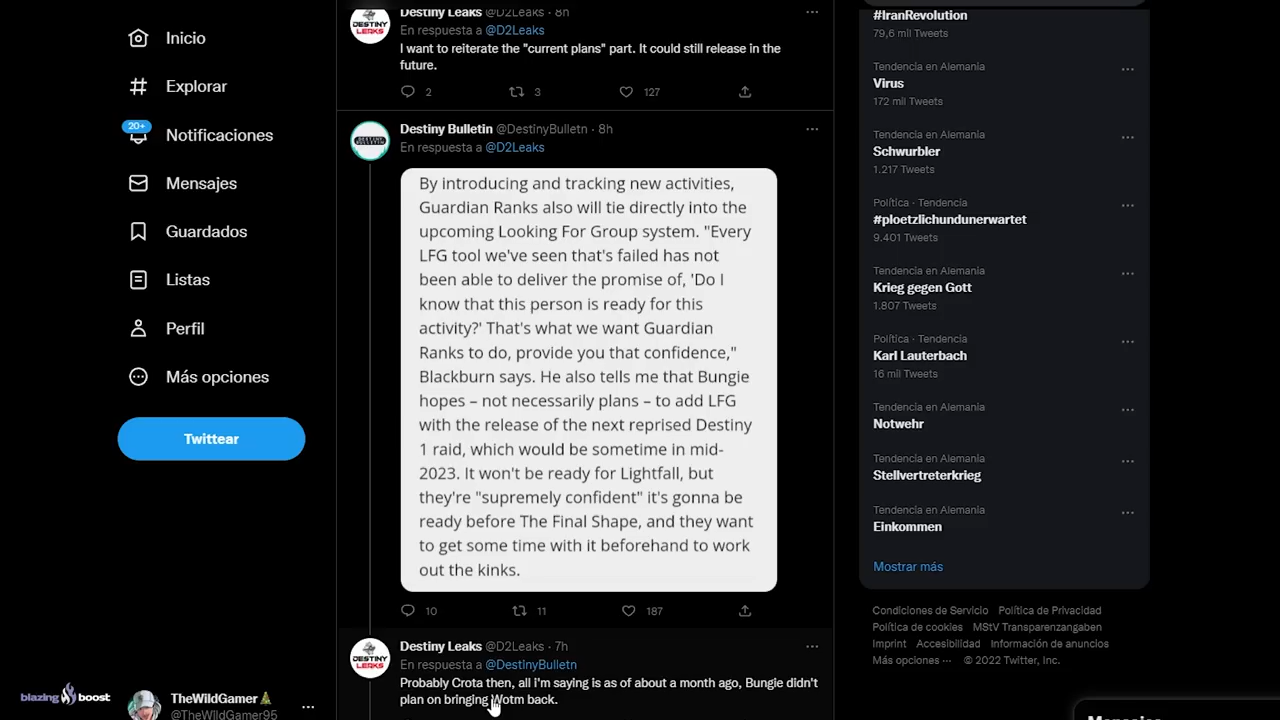 Inicio
Explorar
20+
Notificaciones
Mensajes
Guardados
Listas
Perfil
Más opciones
Twittear
blazing boost
TheWildGamer🎄
@TheWildGamer95
DESTINY LEAKS
Destiny Leaks @D2Leaks · 8h
En respuesta a @D2Leaks
I want to reiterate the "current plans" part. It could still release in the
future.
2 3 127
Destiny Bulletin @DestinyBulletn · 8h
En respuesta a @D2Leaks
By introducing and tracking new activities,
Guardian Ranks also will tie directly into the
upcoming Looking For Group system. "Every
LFG tool we've seen that's failed has not
been able to deliver the promise of, 'Do I
know that this person is ready for this
activity?' That's what we want Guardian
Ranks to do, provide you that confidence,"
Blackburn says. He also tells me that Bungie
hopes – not necessarily plans – to add LFG
with the release of the next reprised Destiny
1 raid, which would be sometime in mid-
2023. It won't be ready for Lightfall, but
they're "supremely confident" it's gonna be
ready before The Final Shape, and they want
to get some time with it beforehand to work
out the kinks.
10 11 187
DESTINY LEAKS
Destiny Leaks @D2Leaks · 7h
En respuesta a @DestinyBulletn
Probably Crota then, all i'm saying is as of about a month ago, Bungie didn't
plan on bringing Wotm back.
#IranRevolution
79,6 mil Tweets
Tendencia en Alemania
Virus
172 mil Tweets
Tendencia en Alemania
Schwurbler
1.217 Tweets
Política · Tendencia
#ploetzlichundunerwartet
9.401 Tweets
Tendencia en Alemania
Krieg gegen Gott
1.807 Tweets
Política · Tendencia
Karl Lauterbach
16 mil Tweets
Tendencia en Alemania
Notwehr
Tendencia en Alemania
Stellvertreterkrieg
Tendencia en Alemania
Einkommen
Mostrar más
Condiciones de Servicio Política de Privacidad
Política de cookies MStV Transparenzangaben
Imprint Accesibilidad Información de anuncios
Más opciones ··· © 2022 Twitter, Inc.
Mensajes